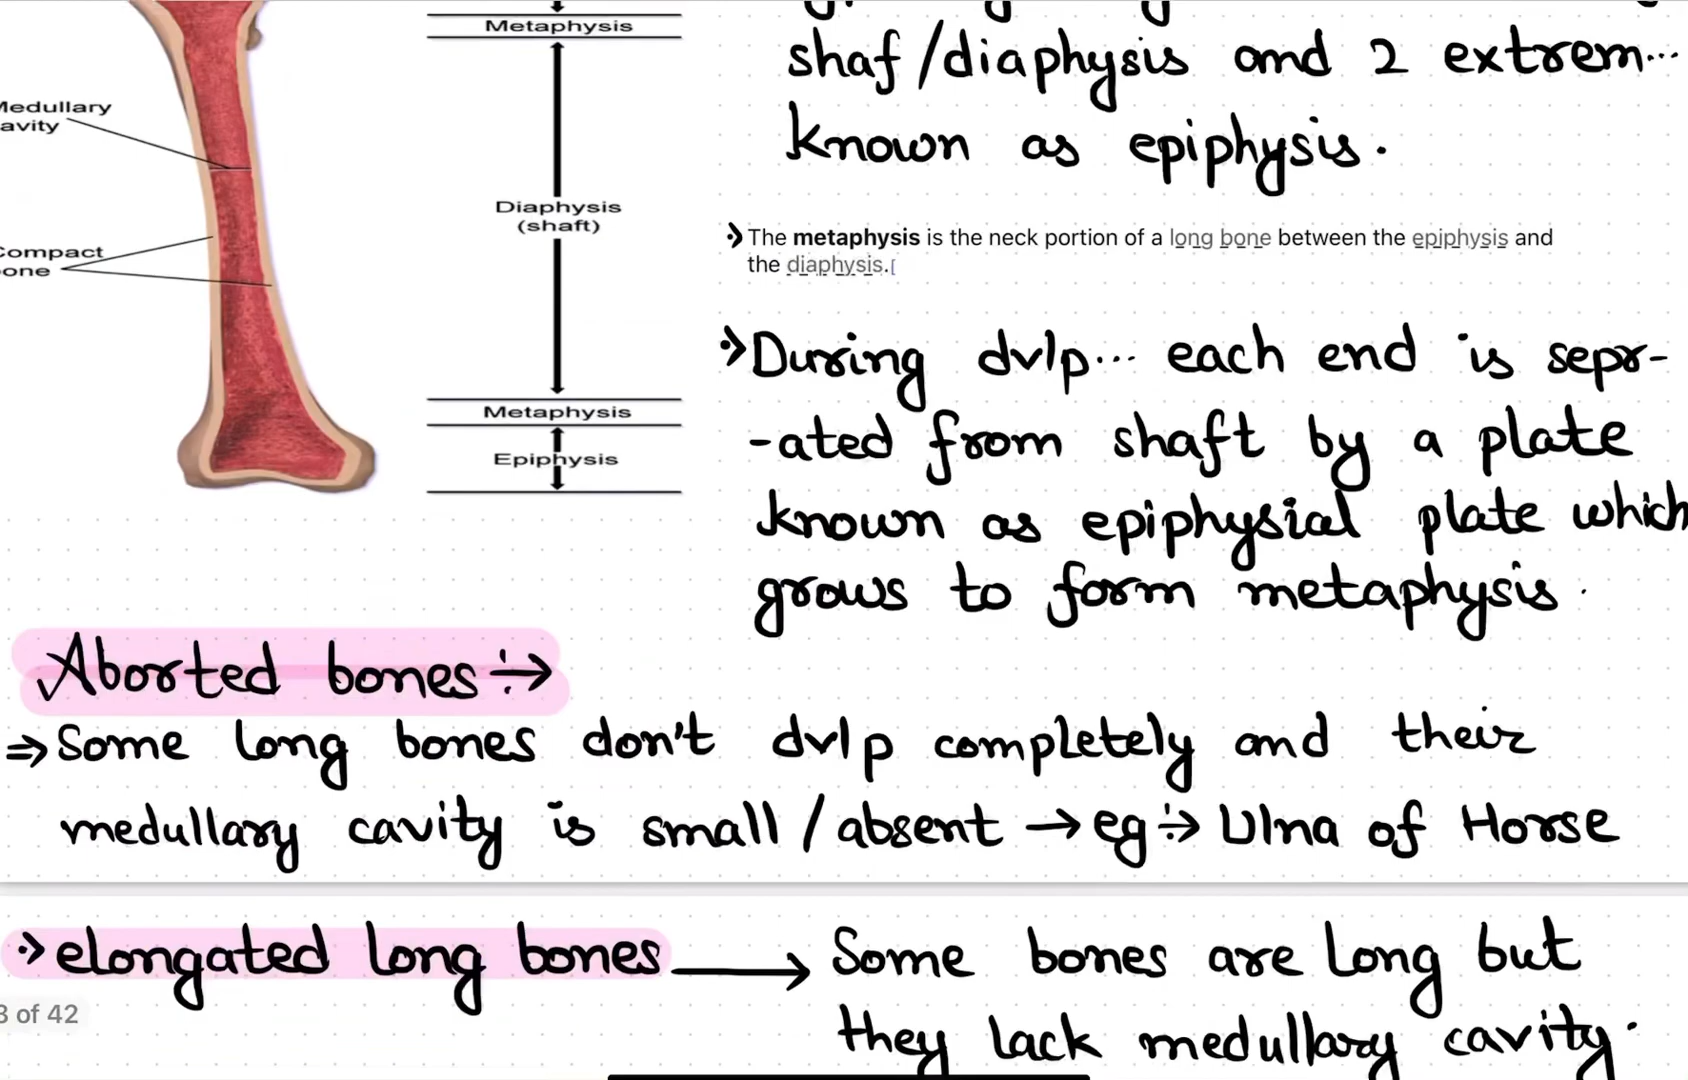 Metaphysis
Medullary
avity
Diaphysis
(shaft)
Compact
one
Metaphysis
Epiphysis
shaf/diaphysis and 2 extrem...
known as epiphysis.
The metaphysis is the neck portion of a long bone between the epiphysis and
the diaphysis.[
During dvlp... each end is sepr-
-ated from shaft by a plate
known as epiphysial plate which
grows to form metaphysis.
Aborted bones ÷→
⇒ Some long bones don't dvlp completely and their
medullary cavity is small / absent → eg ÷> Ulna of Horse
elongated long bones → Some bones are long but
they lack medullary cavity.
3 of 42